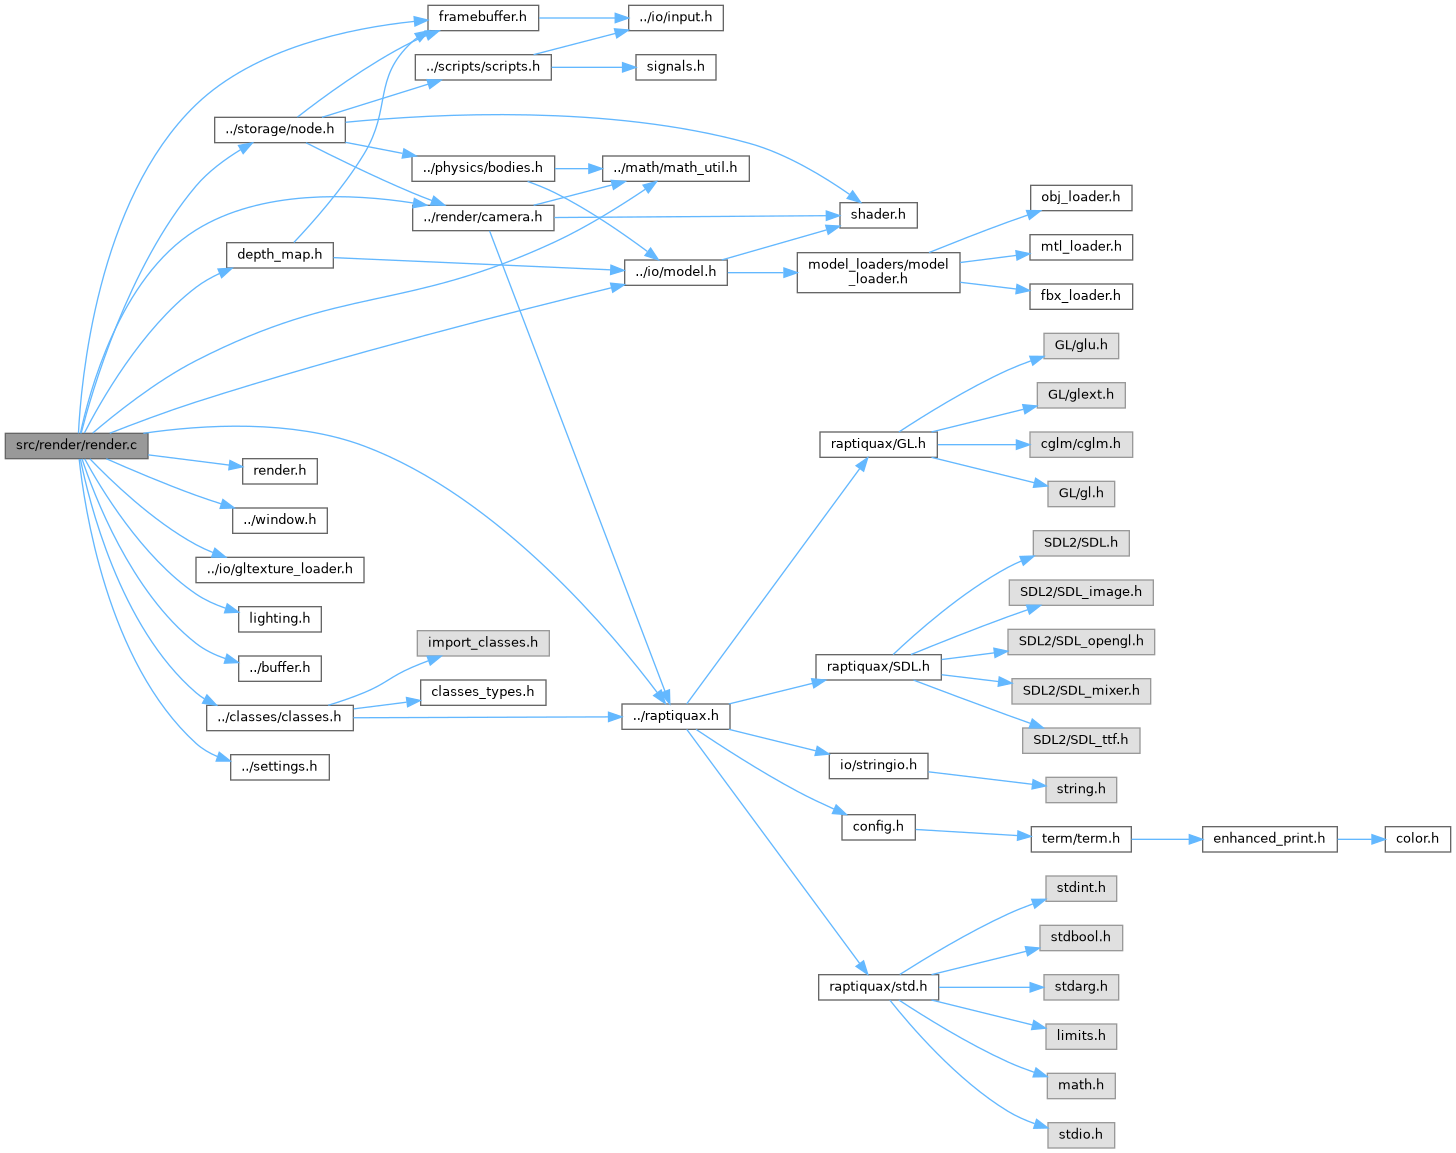 framebuffer.h
../io/input.h
../scripts/scripts.h
signals.h
../storage/node.h
../physics/bodies.h
../math/math_util.h
obj_loader.h
../render/camera.h
shader.h
mtl_loader.h
depth_map.h
../io/model.h
model_loaders/model
_loader.h
fbx_loader.h
GL/glu.h
GL/glext.h
src/render/render.c
raptiquax/GL.h
cglm/cglm.h
render.h
GL/gl.h
../window.h
SDL2/SDL.h
../io/gltexture_loader.h
SDL2/SDL_image.h
lighting.h
import_classes.h
SDL2/SDL_opengl.h
../buffer.h
raptiquax/SDL.h
classes_types.h
SDL2/SDL_mixer.h
../classes/classes.h
../raptiquax.h
SDL2/SDL_ttf.h
../settings.h
io/stringio.h
string.h
config.h
term/term.h
enhanced_print.h
color.h
stdint.h
stdbool.h
raptiquax/std.h
stdarg.h
limits.h
math.h
stdio.h